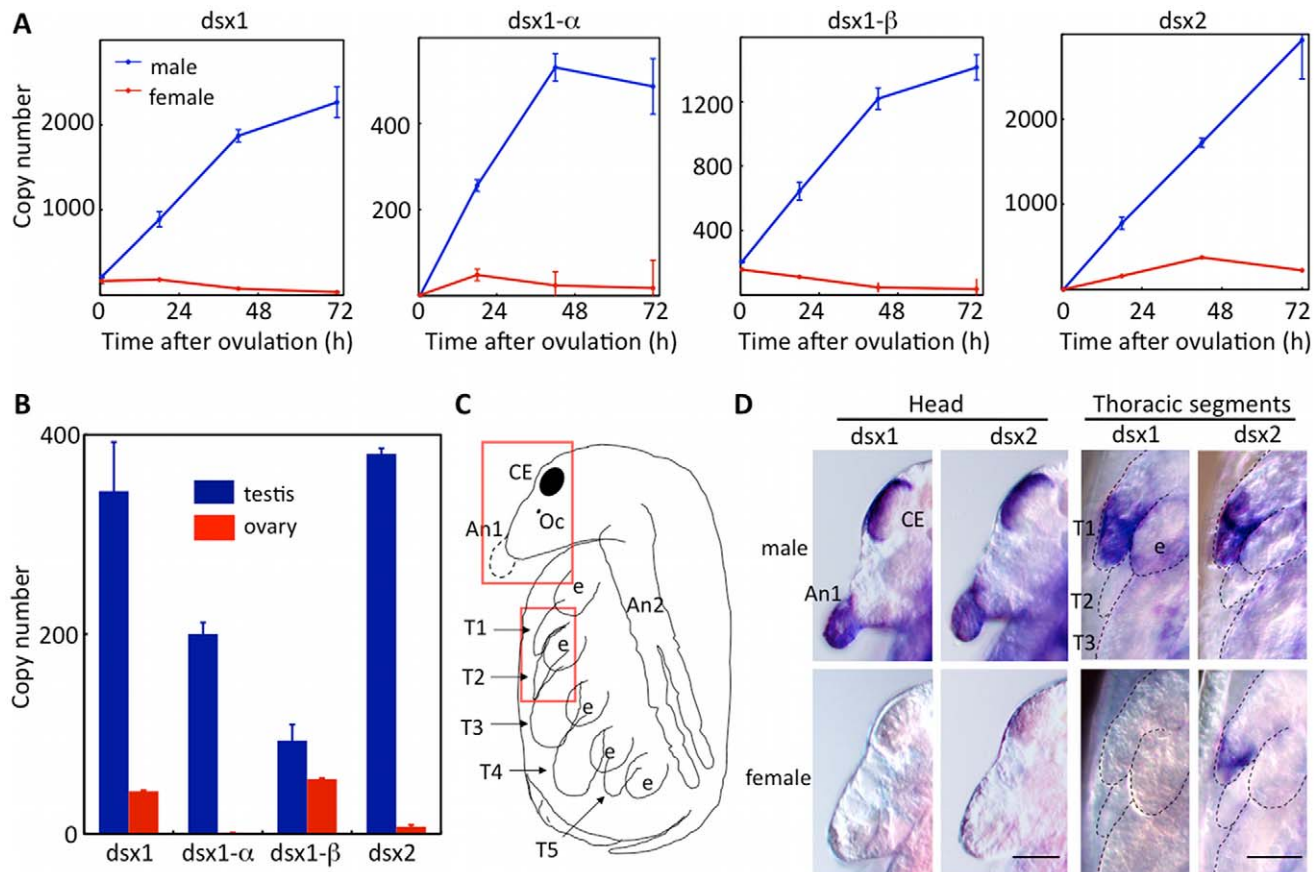 A
dsx1
dsx1-α
dsx1-β
dsx2
male
female
Copy number
2000
1000
0 24 48 72
Time after ovulation (h)
400
200
0 24 48 72
Time after ovulation (h)
1200
800
400
0 24 48 72
Time after ovulation (h)
2000
1000
0 24 48 72
Time after ovulation (h)
B
400
200
0
Copy number
testis
ovary
dsx1 dsx1-α dsx1-β dsx2
C
CE
Oc
An1
An2
e
T1
e
T2
e
T3
e
T4
e
T5
D
Head
Thoracic segments
dsx1 dsx2 dsx1 dsx2
male
CE
An1
T1
e
T2
T3
female